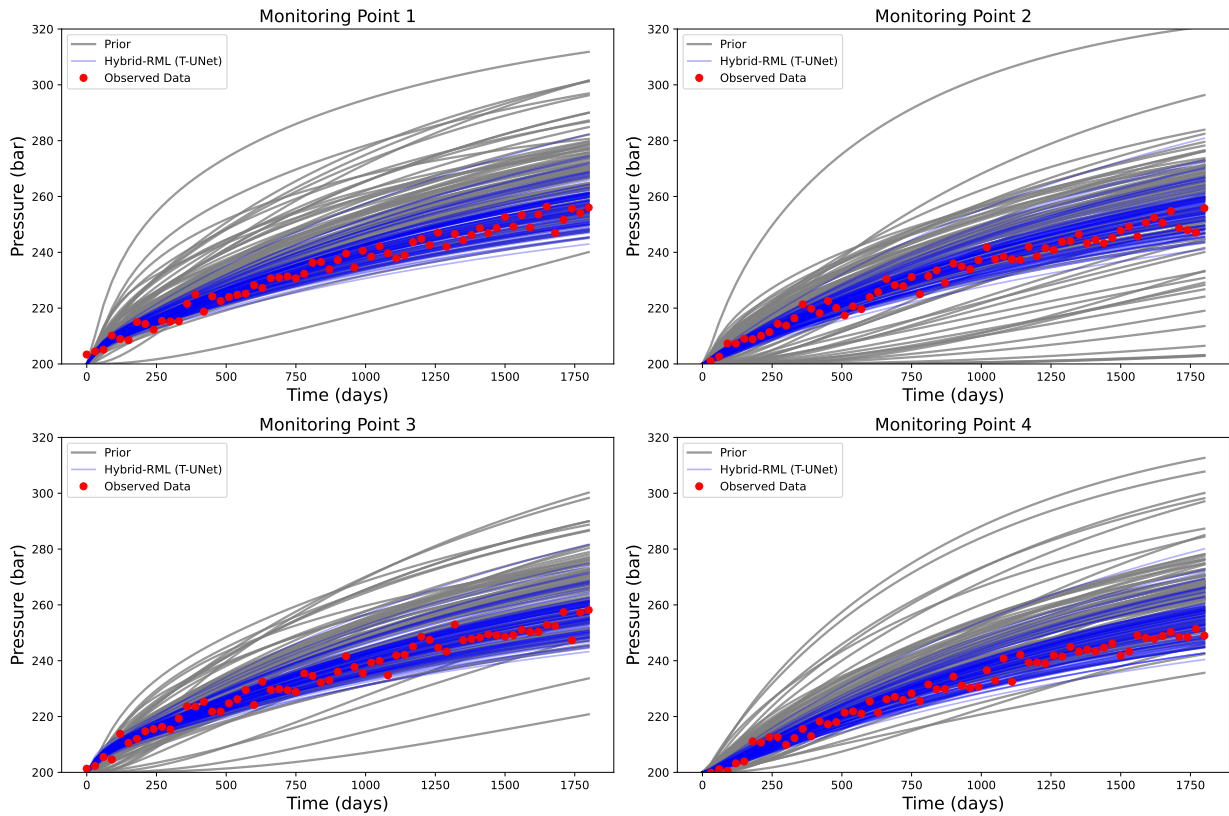 Monitoring Point 1
Monitoring Point 2
320
300
280
260
240
220
200
Pressure (bar)
Prior
Hybrid-RML (T-UNet)
Observed Data
0 250 500 750 1000 1250 1500 1750
Time (days)
320
300
280
260
240
220
200
Pressure (bar)
Prior
Hybrid-RML (T-UNet)
Observed Data
0 250 500 750 1000 1250 1500 1750
Time (days)
Monitoring Point 3
Monitoring Point 4
320
300
280
260
240
220
200
Pressure (bar)
Prior
Hybrid-RML (T-UNet)
Observed Data
0 250 500 750 1000 1250 1500 1750
Time (days)
320
300
280
260
240
220
200
Pressure (bar)
Prior
Hybrid-RML (T-UNet)
Observed Data
0 250 500 750 1000 1250 1500 1750
Time (days)